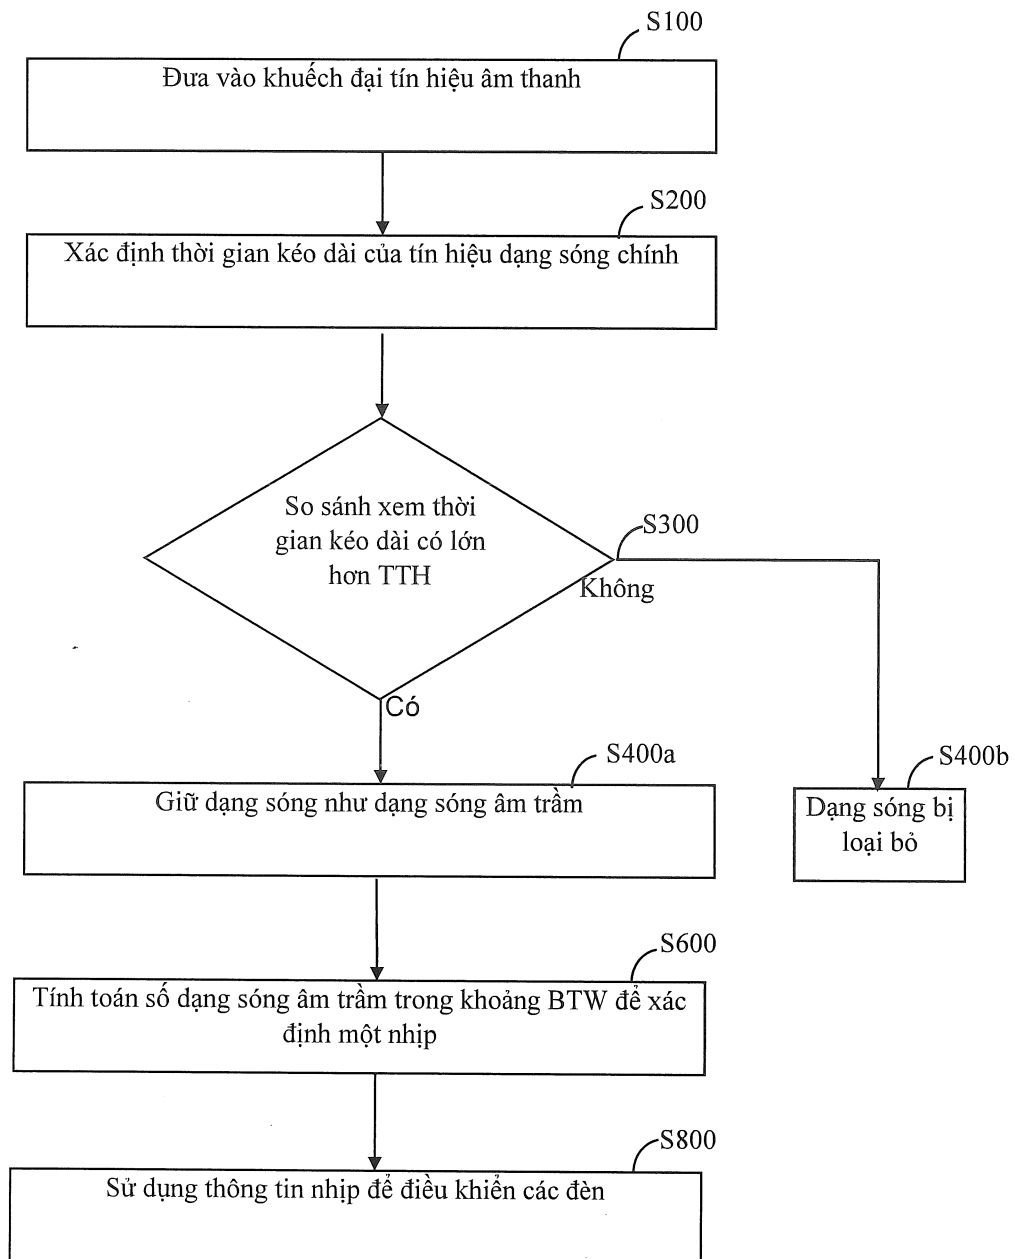 S100
Đưa vào khuếch đại tín hiệu âm thanh
S200
Xác định thời gian kéo dài của tín hiệu dạng sóng chính
So sánh xem thời
gian kéo dài có lớn
hơn TTH
S300
Không
Có
S400a
Giữ dạng sóng như dạng sóng âm trầm
S400b
Dạng sóng bị
loại bỏ
S600
Tính toán số dạng sóng âm trầm trong khoảng BTW để xác
định một nhịp
S800
Sử dụng thông tin nhịp để điều khiển các đèn